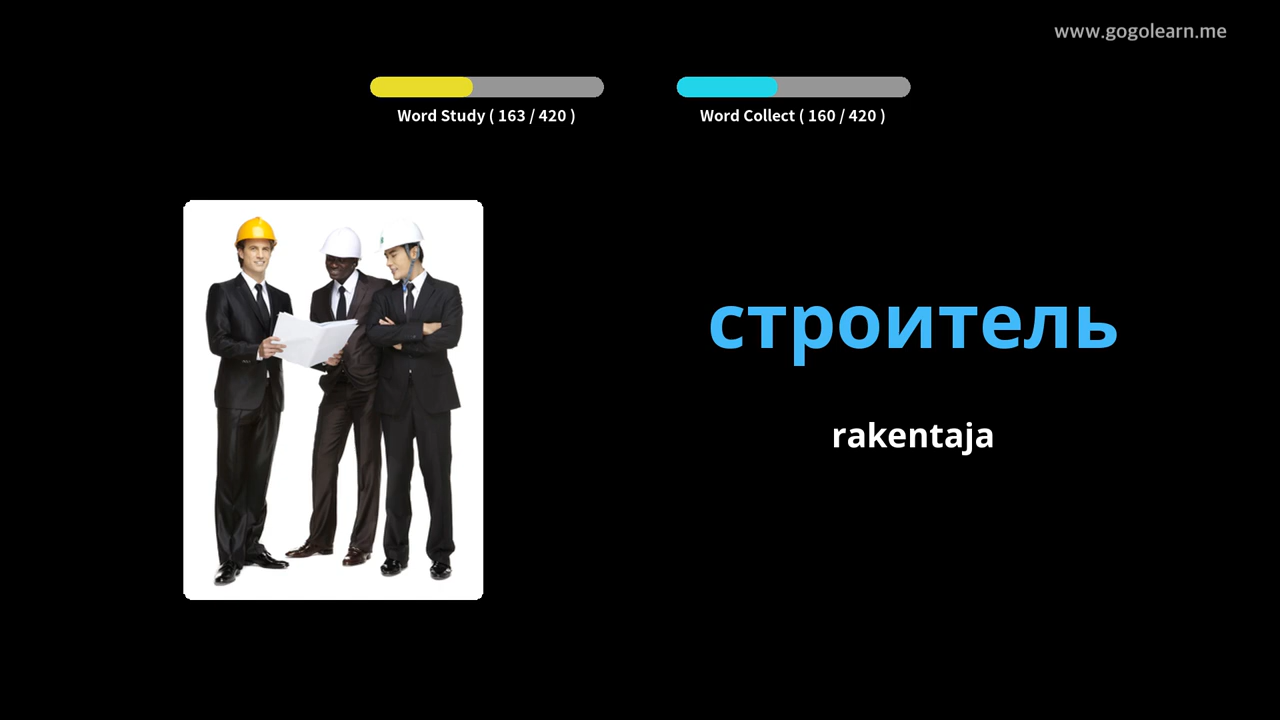 www.gogolearn.me
Word Study ( 163 / 420 )
Word Collect ( 160 / 420 )
строитель
rakentaja